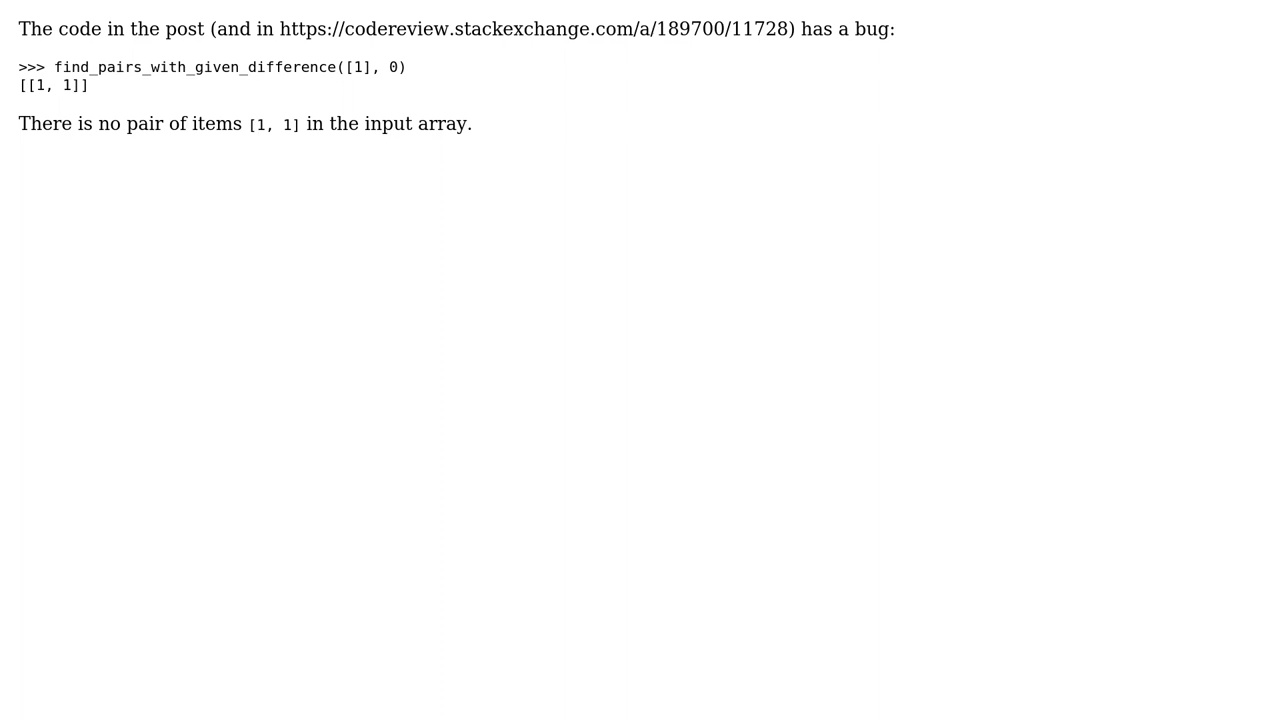 The code in the post (and in https://codereview.stackexchange.com/a/189700/11728) has a bug:
>>> find_pairs_with_given_difference([1], 0)
[[1, 1]]
There is no pair of items [1, 1] in the input array.